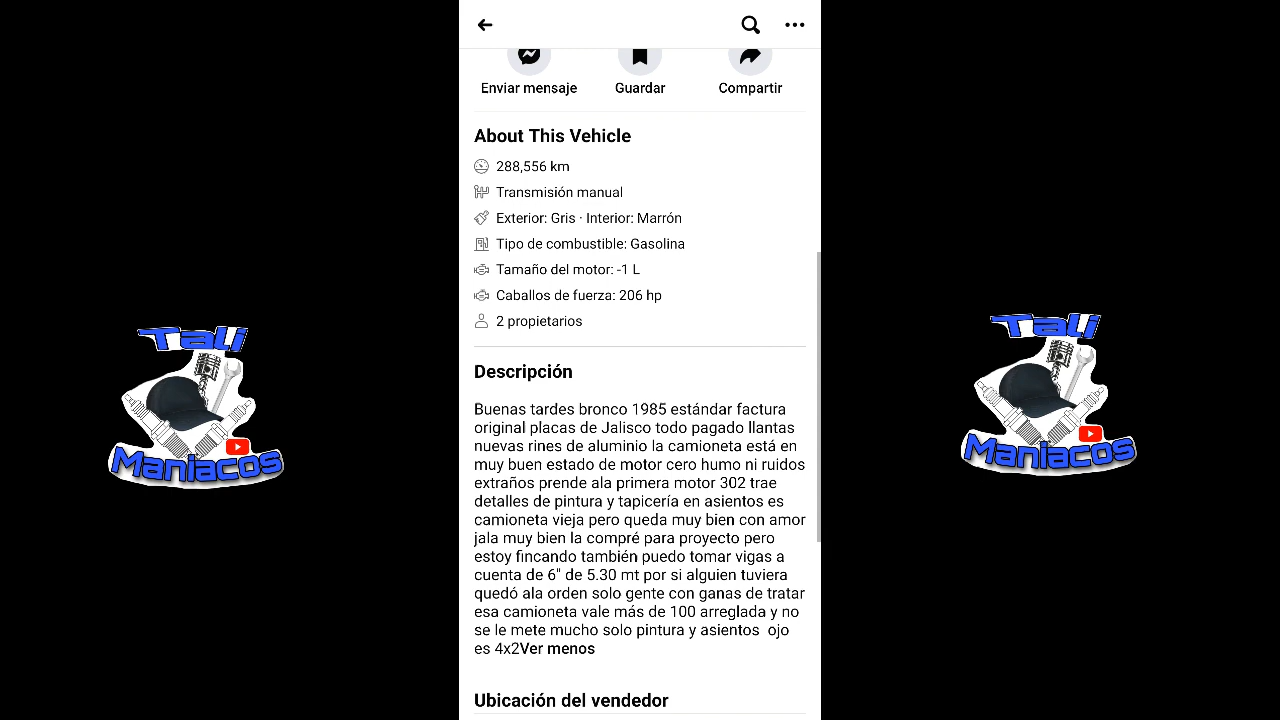 Enviar mensaje
Guardar
Compartir
About This Vehicle
288,556 km
Transmisión manual
Exterior: Gris · Interior: Marrón
Tipo de combustible: Gasolina
Tamaño del motor: -1 L
Caballos de fuerza: 206 hp
2 propietarios
Descripción
Buenas tardes bronco 1985 estándar factura
original placas de Jalisco todo pagado llantas
nuevas rines de aluminio la camioneta está en
muy buen estado de motor cero humo ni ruidos
extraños prende ala primera motor 302 trae
detalles de pintura y tapicería en asientos es
camioneta vieja pero queda muy bien con amor
jala muy bien la compré para proyecto pero
estoy fincando también puedo tomar vigas a
cuenta de 6" de 5.30 mt por si alguien tuviera
quedó ala orden solo gente con ganas de tratar
esa camioneta vale más de 100 arreglada y no
se le mete mucho solo pintura y asientos  ojo
es 4x2Ver menos
Ubicación del vendedor
Tali
Maniacos
Tali
Maniacos